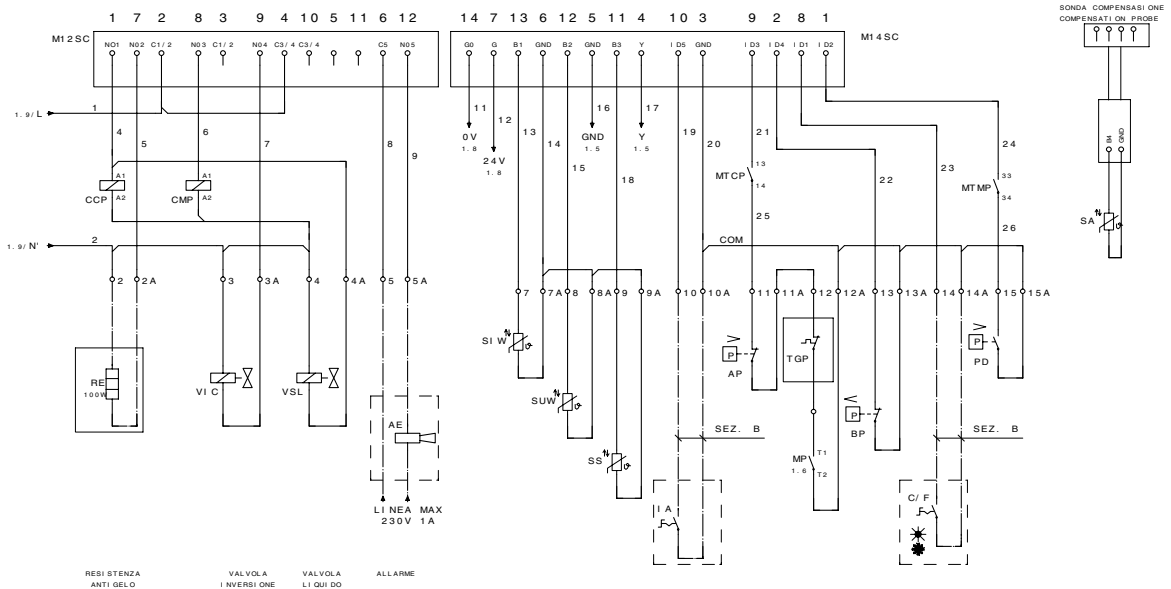 SONDA COMPENSASIONE
COMPENSATION PROBE
1 7 2 8 3 9 4 10 5 11 6 12
14 7 13 6 12 5 11 4 10 3 9 2 8 1
M12SC
NO1 NO2 C1/2 NO3 C1/2 NO4 C3/4 C3/4 C5 NO5
G0 G B1 GND B2 GND B3 Y ID5 GND ID3 ID4 ID1 ID2
M14SC
1.9/L
1
4
5
6
7
8
9
11
0V
1.8
12
24V
1.8
13
14
15
16
GND
1.5
17
Y
1.5
18
19
20
21
22
23
24
B4
GND
CCP
A1
A2
CMP
A1
A2
MTCP
13
14
MTMP
33
34
25
26
SA
1.9/N'
2
COM
2 2A 3 3A 4 4A 5 5A
7 7A 8 8A 9 9A 10 10A 11 11A 12 12A 13 13A 14 14A 15 15A
SIW
P
AP
TGP
P
PD
RE
100W
VIC
VSL
SUW
P
BP
AE
SEZ. B
SEZ. B
SS
MP
1.6
T1
T2
IA
C/F
LINEA MAX
230V 1A
RESISTENZA
ANTIGELO
VALVOLA
INVERSIONE
VALVOLA
LIQUIDO
ALLARME